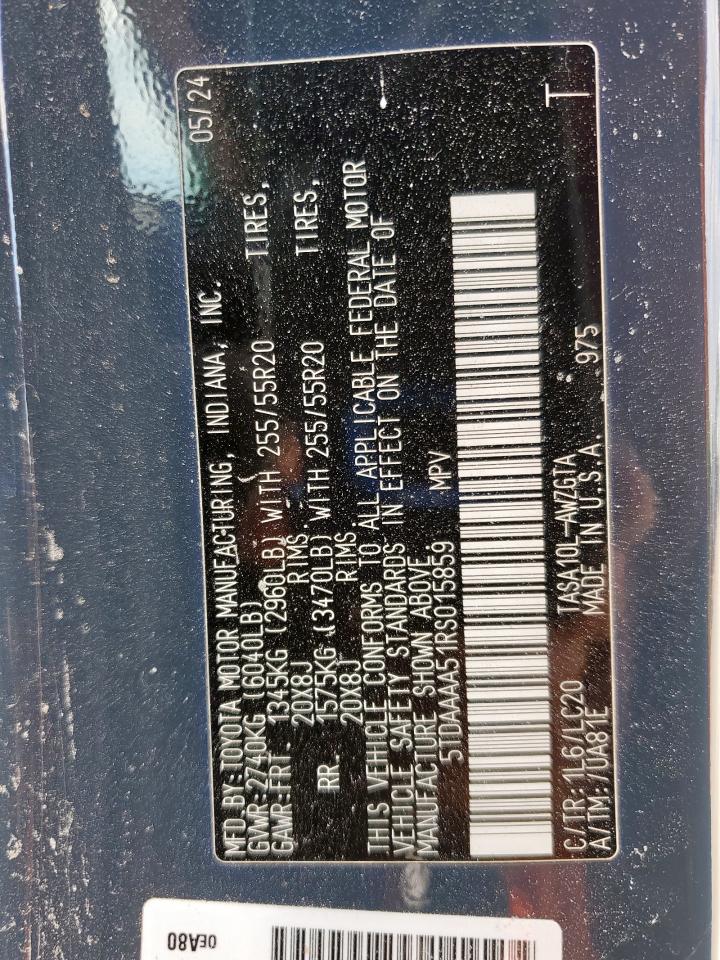 05/24
MFD.BY:TOYOTA MOTOR MANUFACTURING, INDIANA, INC.
GVWR:2740KG (6040LB)
GAWR:FRT. 1345KG (2960LB) WITH 255/55R20 TIRES,
20X8J RIMS,
RR. 1575KG (3470LB) WITH 255/55R20 TIRES,
20X8J RIMS,
THIS VEHICLE CONFORMS TO ALL APPLICABLE FEDERAL MOTOR
VEHICLE SAFETY STANDARDS IN EFFECT ON THE DATE OF
MANUFACTURE SHOWN ABOVE.
5TDAAAA51RS015859 MPV
C/TR:1L6/LC20 TASA10L-AWZGTA 975
A/TM:/UA81E MADE IN U.S.A.
T
0EA80